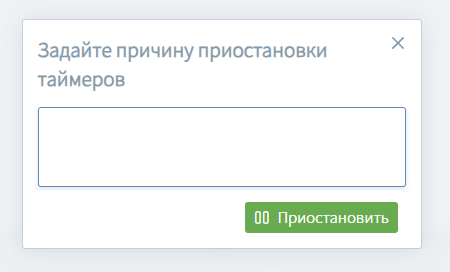 Задайте причину приостановки
таймеров
Приостановить